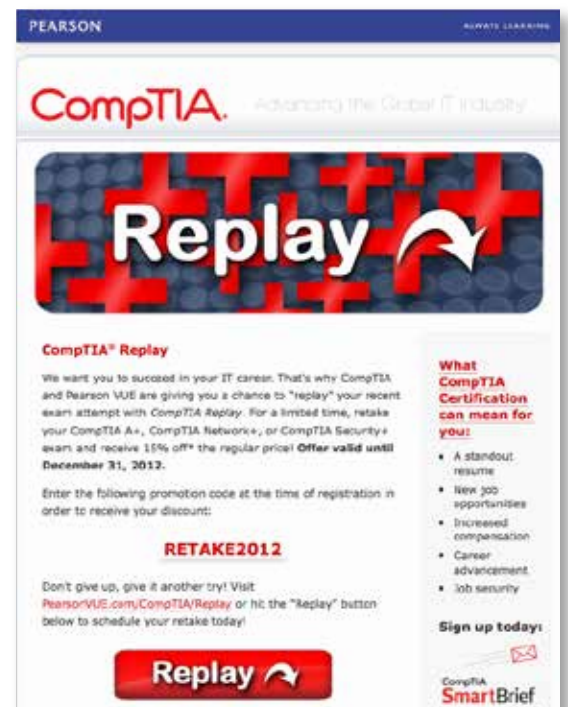 PEARSON
ALWAYS LEARNING
CompTIA.
Advancing the Global IT Industry
Replay
CompTIA® Replay
We want you to succeed in your IT career. That's why CompTIA
and Pearson VUE are giving you a chance to "replay" your recent
exam attempt with CompTIA Replay. For a limited time, retake
your CompTIA A+, CompTIA Network+, or CompTIA Security+
exam and receive 15% off* the regular price! Offer valid until
December 31, 2012.
Enter the following promotion code at the time of registration in
order to receive your discount:
RETAKE2012
Don't give up, give it another try! Visit
PearsonVUE.com/CompTIA/Replay or hit the "Replay" button
below to schedule your retake today!
Replay
What
CompTIA
Certification
can mean for
you:
• A standout
resume
• New job
opportunities
• Increased
compensation
• Career
advancement
• Job security
Sign up today:
CompTIA
SmartBrief